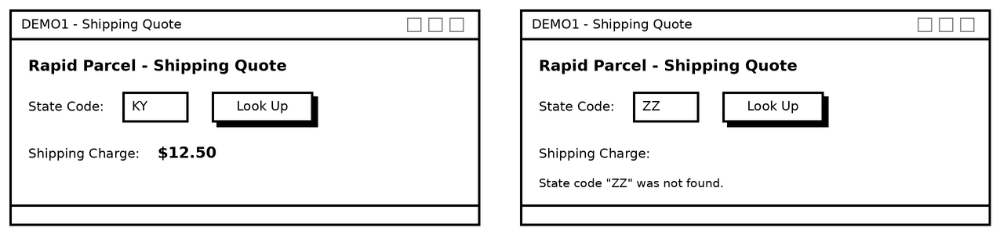 DEMO1 - Shipping Quote
Rapid Parcel - Shipping Quote
State Code: KY Look Up
Shipping Charge: $12.50
DEMO1 - Shipping Quote
Rapid Parcel - Shipping Quote
State Code: ZZ Look Up
Shipping Charge:
State code "ZZ" was not found.